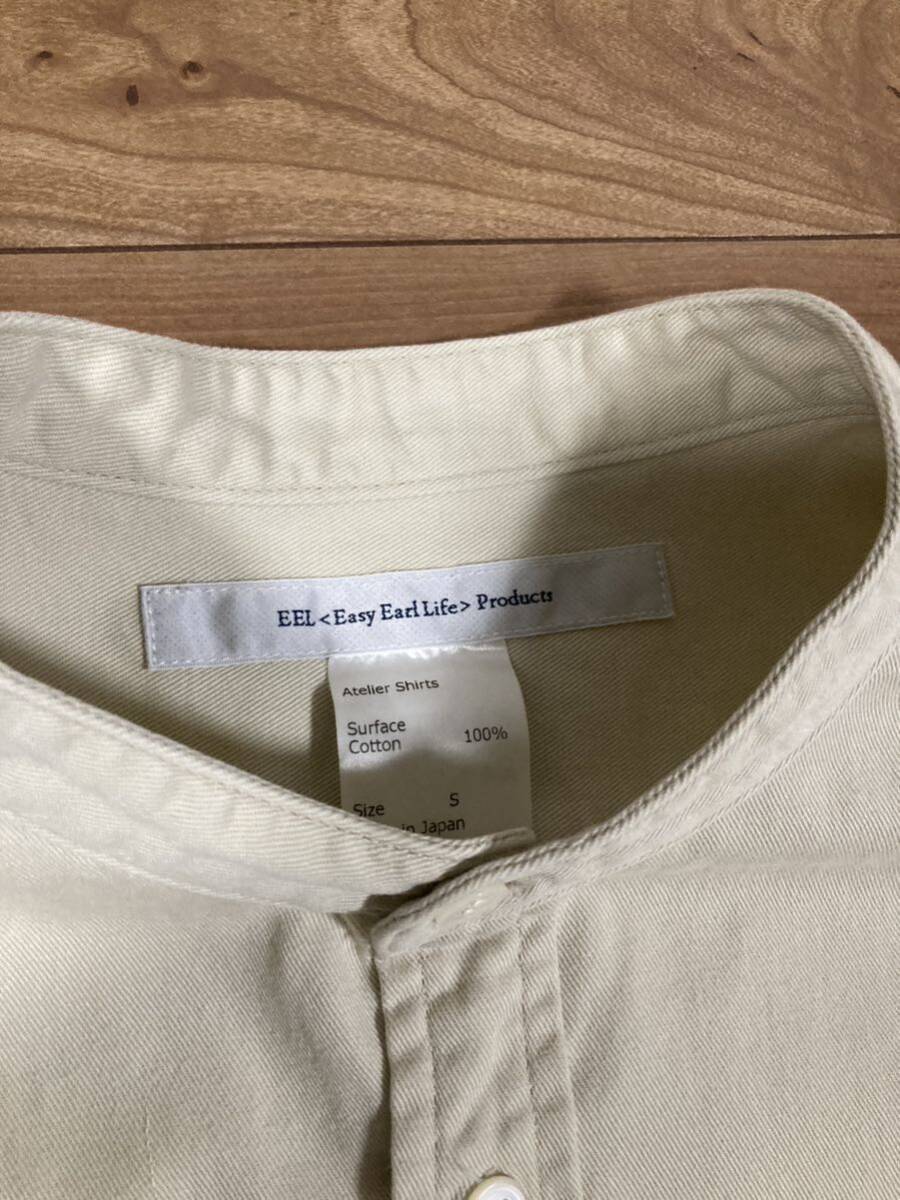 EEL <Easy Earl Life> Products
Atelier Shirts
Surface
Cotton 100%
Size S
in Japan